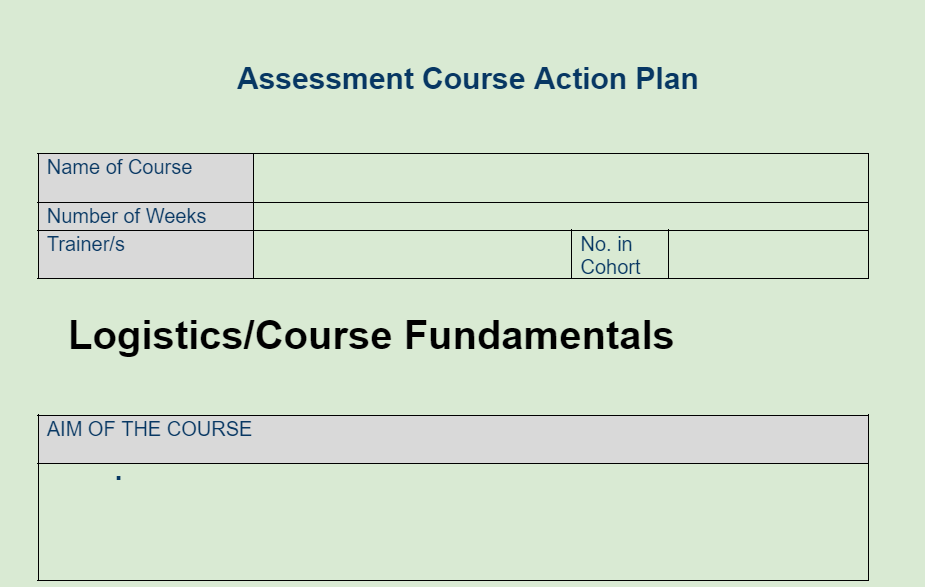 Assessment Course Action Plan
Name of Course
Number of Weeks
Trainer/s
No. in
Cohort
Logistics/Course Fundamentals
AIM OF THE COURSE
.